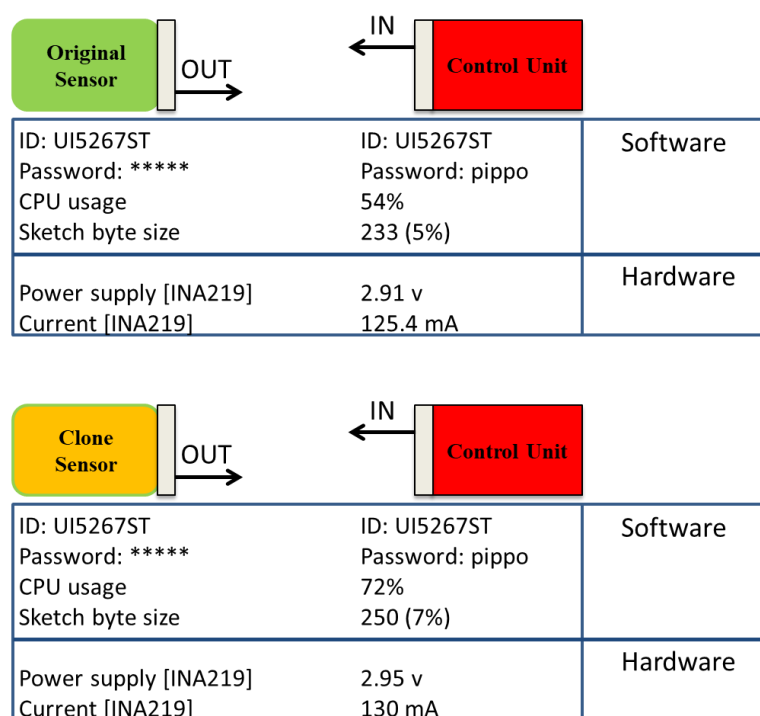 Original
Sensor
OUT
IN
Control Unit
ID: UI5267ST ID: UI5267ST Software
Password: ***** Password: pippo
CPU usage 54%
Sketch byte size 233 (5%)
Hardware
Power supply [INA219] 2.91 v
Current [INA219] 125.4 mA
Clone
Sensor
OUT
IN
Control Unit
ID: UI5267ST ID: UI5267ST Software
Password: ***** Password: pippo
CPU usage 72%
Sketch byte size 250 (7%)
Hardware
Power supply [INA219] 2.95 v
Current [INA219] 130 mA